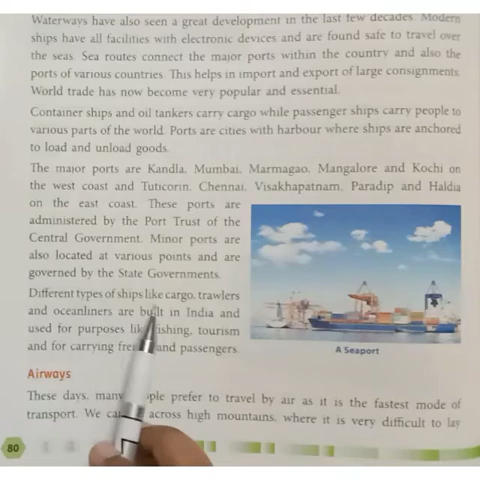 Waterways have also seen a great development in the last few decades. Modern
ships have all facilities with electronic devices and are found safe to travel over
the seas. Sea routes connect the major ports within the country and also the
ports of various countries. This helps in import and export of large consignments.
World trade has now become very popular and essential.
Container ships and oil tankers carry cargo while passenger ships carry people to
various parts of the world. Ports are cities with harbour where ships are anchored
to load and unload goods.
The major ports are Kandla, Mumbai, Marmagao, Mangalore and Kochi on
the west coast and Tuticorin, Chennai, Visakhapatnam, Paradip and Haldia
on the east coast. These ports are
administered by the Port Trust of the
Central Government. Minor ports are
also located at various points and are
governed by the State Governments.
Different types of ships like cargo, trawlers
and oceanliners are built in India and
used for purposes fishing, tourism
and for carrying and passengers.
A Seaport
Airways
These days, many prefer to travel by air as it is the fastest mode of
transport. We across high mountains, where it is very difficult to lay
80